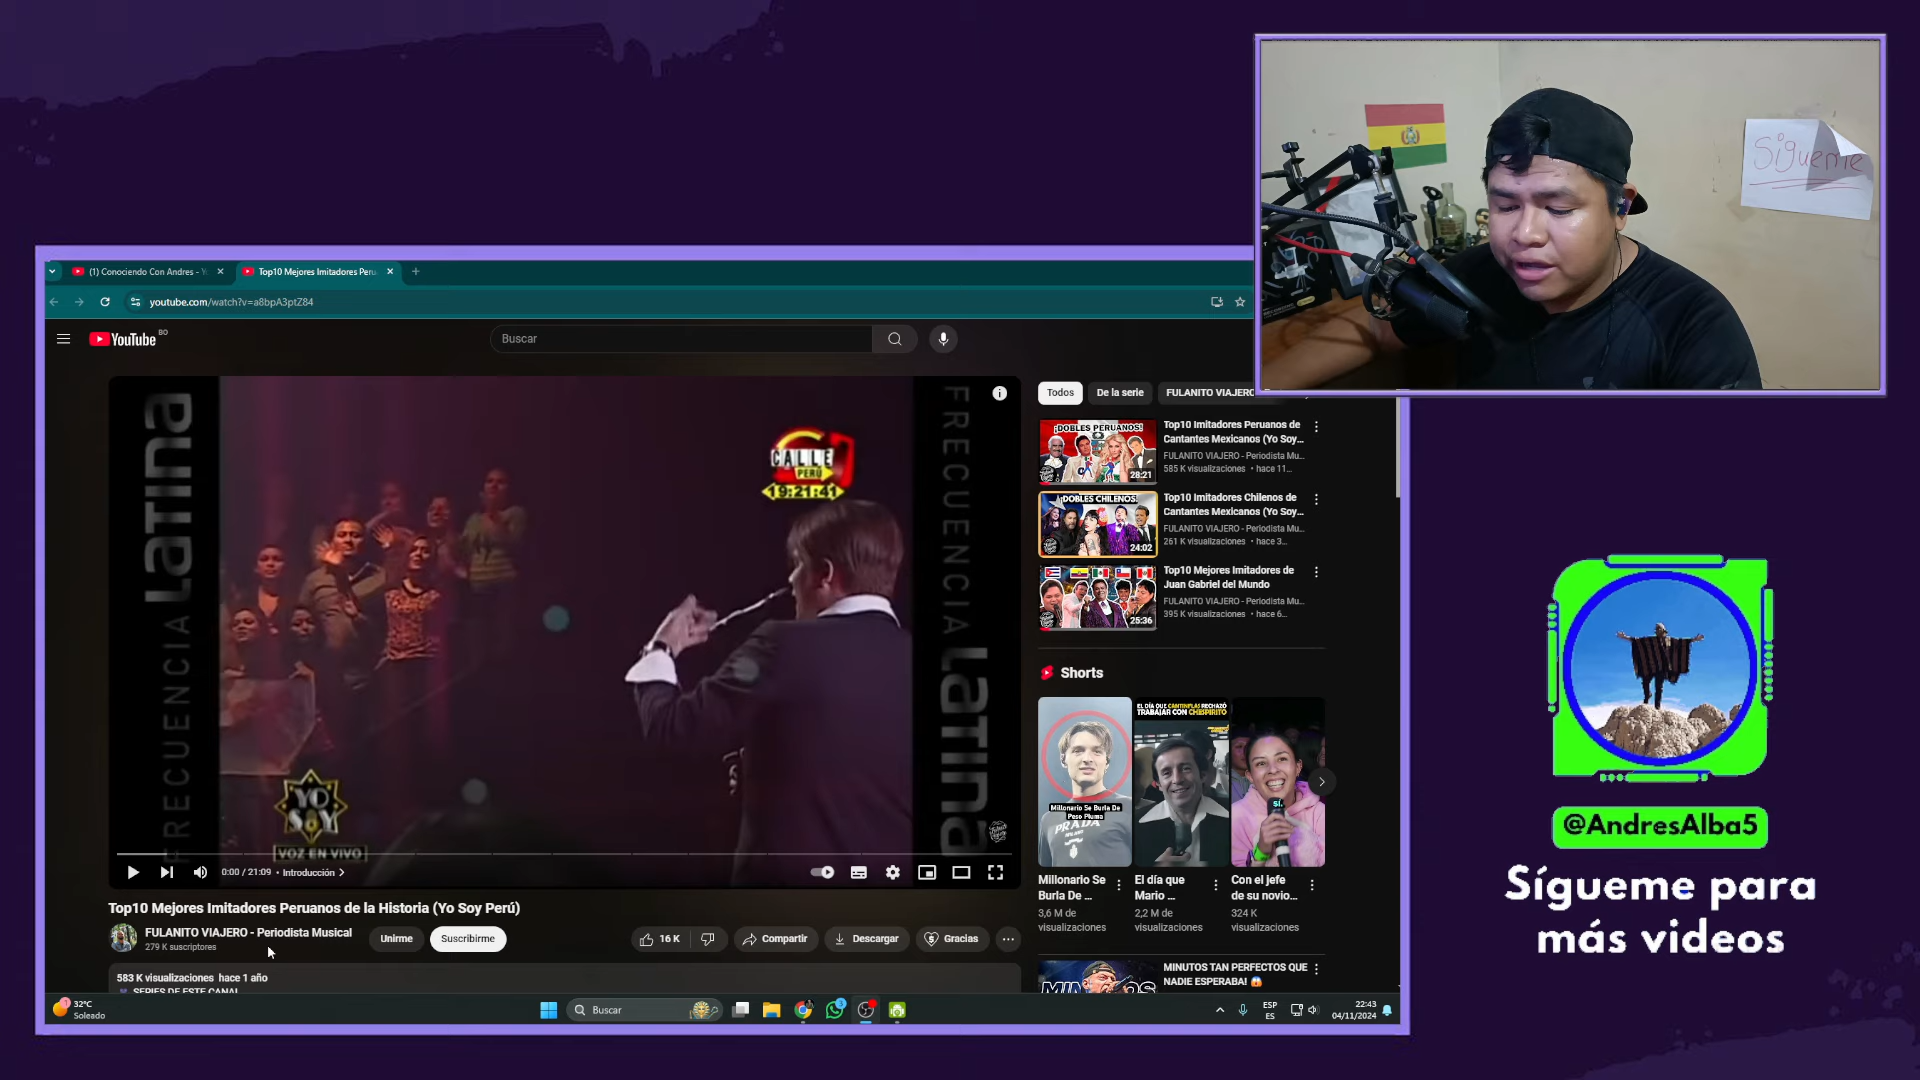 Sígueme
(1) Conociendo Con Andres - Y
Top10 Mejores Imitadores Peru
youtube.com/watch?v=a8bpA3ptZ84
YouTube BO
Buscar
FRECUENCIA Latina
CALLE 7
PERÚ
19:21:41
FRECUENCIA Latina
YO
SOY
VOZ EN VIVO
0:00 / 21:09 • Introducción
Top10 Mejores Imitadores Peruanos de la Historia (Yo Soy Perú)
FULANITO VIAJERO - Periodista Musical
279 K suscriptores
Unirme
Suscribirme
16 K
Compartir
Descargar
Gracias
583 K visualizaciones hace 1 año
SERIES DE ESTE CANAL
Todos
De la serie
FULANITO VIAJERO
¡DOBLES PERUANOS!
28:21
Top10 Imitadores Peruanos de
Cantantes Mexicanos (Yo Soy...
FULANITO VIAJERO - Periodista Mu...
585 K visualizaciones • hace 11...
¡DOBLES CHILENOS!
24:02
Top10 Imitadores Chilenos de
Cantantes Mexicanos (Yo Soy...
FULANITO VIAJERO - Periodista Mu...
261 K visualizaciones • hace 3...
25:36
Top10 Mejores Imitadores de
Juan Gabriel del Mundo
FULANITO VIAJERO - Periodista Mu...
395 K visualizaciones • hace 6...
Shorts
Millonario Se Burla De
Peso Pluma
PRADA
EL DÍA QUE CANTINFLAS RECHAZÓ
TRABAJAR CON CHESPIRITO
sí.
Millonario Se
Burla De ...
3,6 M de
visualizaciones
El día que
Mario ...
2,2 M de
visualizaciones
Con el jefe
de su novio...
324 K
visualizaciones
MINUTOS TAN PERFECTOS QUE
NADIE ESPERABA!
32°C
Soleado
Buscar
ESP
ES
22:43
04/11/2024
@AndresAlba5
Sígueme para
más videos